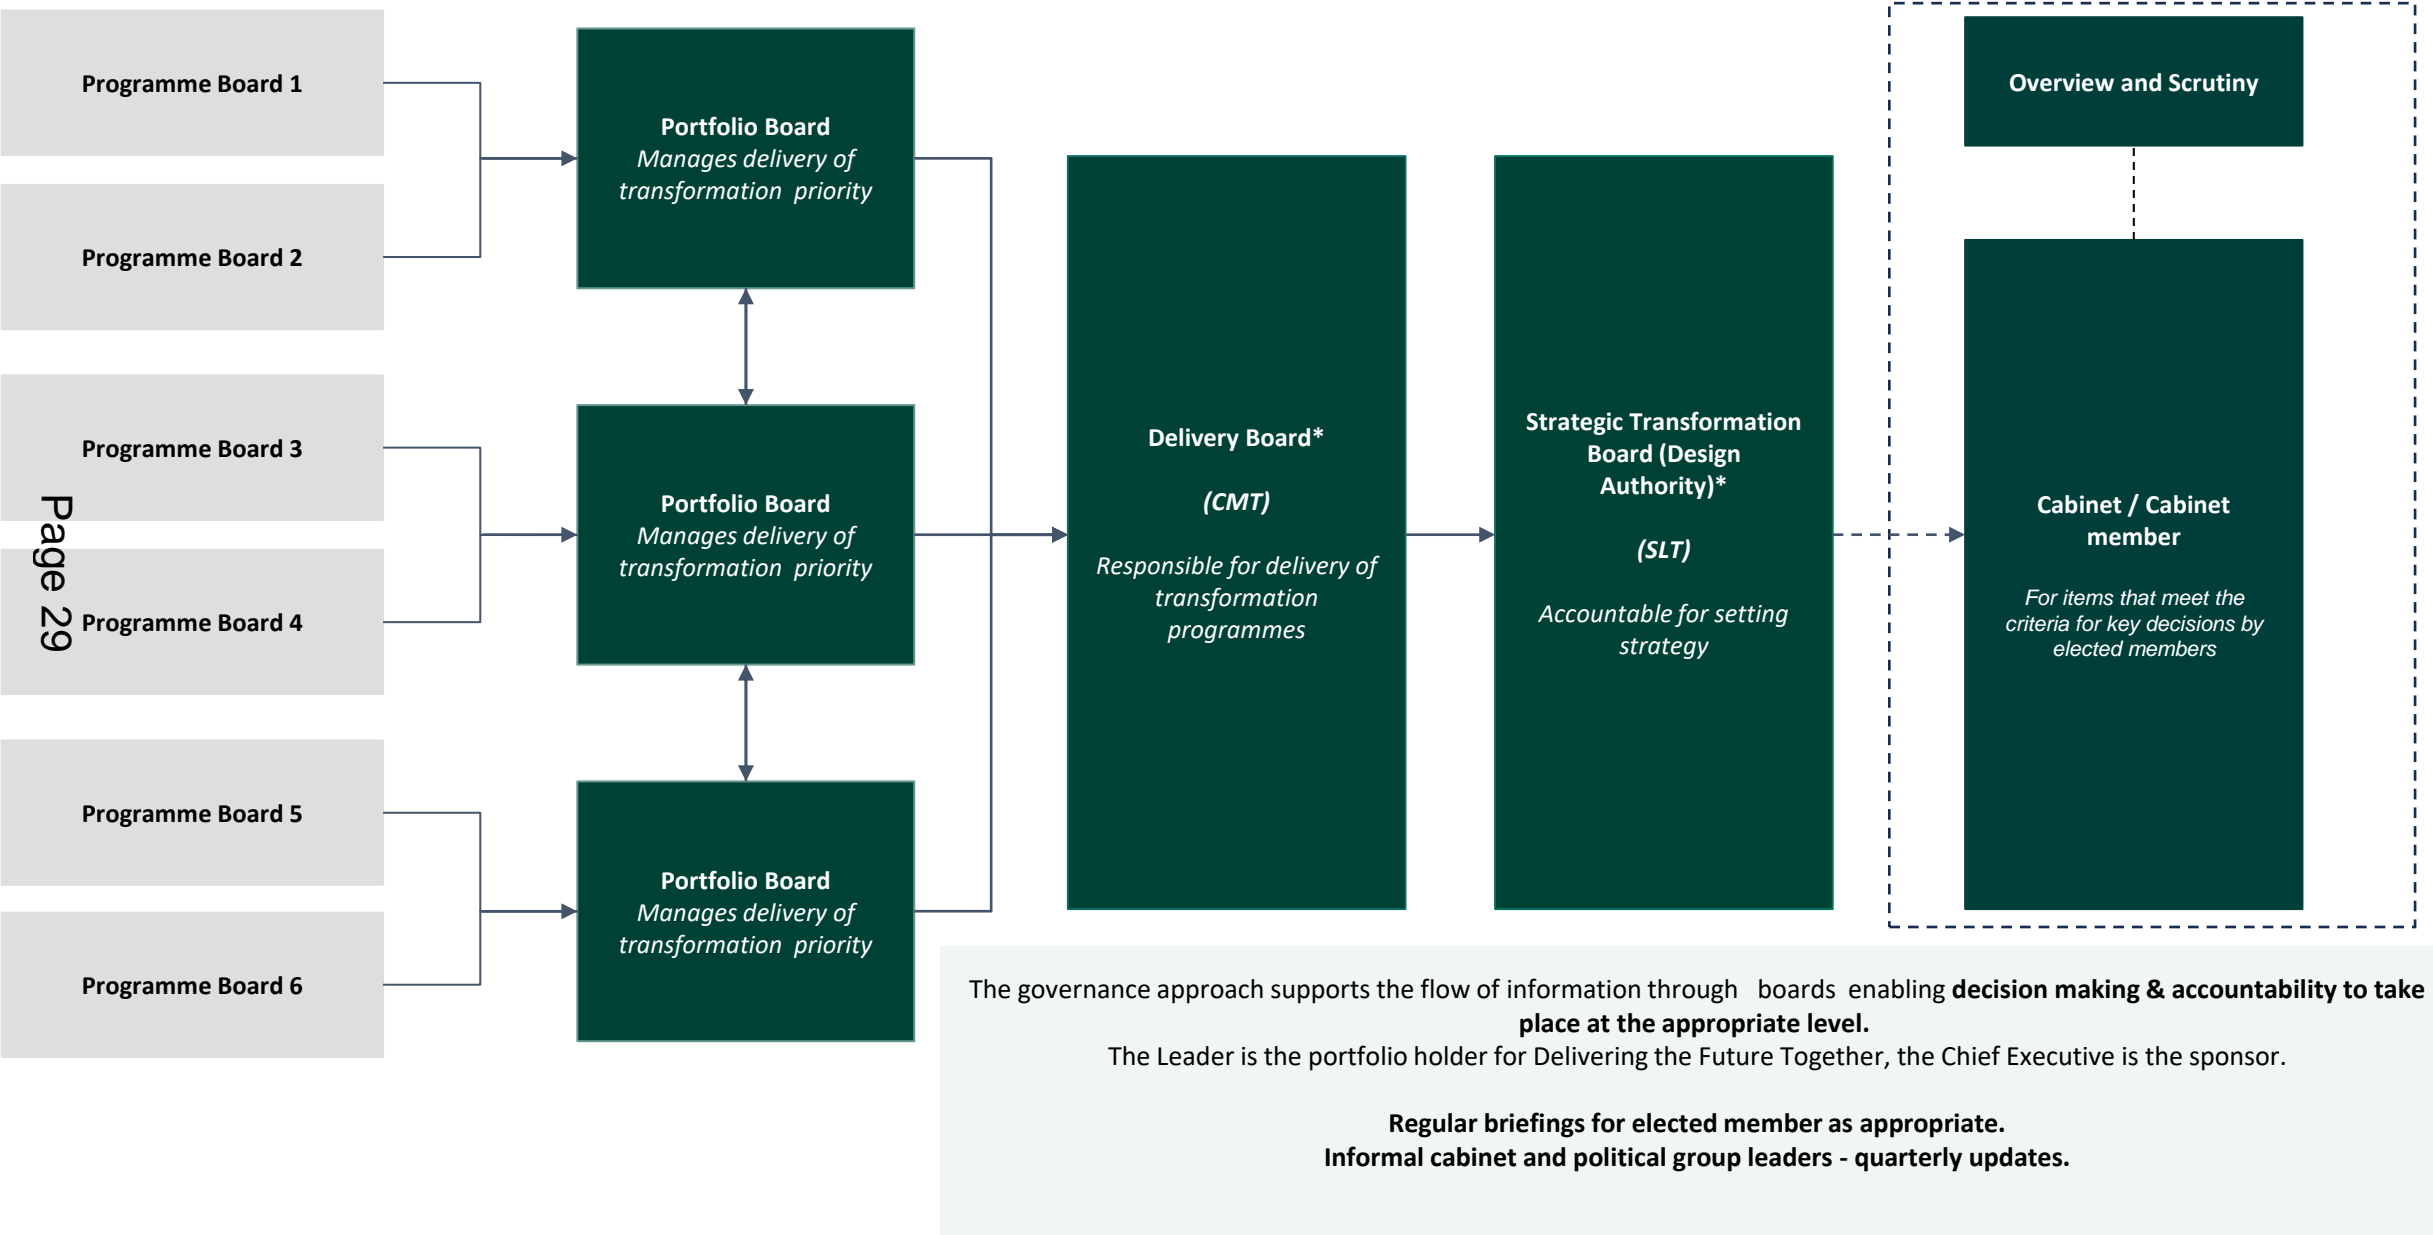 Programme Board 1
Programme Board 2
Programme Board 3
Programme Board 4
Programme Board 5
Programme Board 6
Page 29
Portfolio Board
Manages delivery of
transformation priority
Portfolio Board
Manages delivery of
transformation priority
Portfolio Board
Manages delivery of
transformation priority
Delivery Board*
(CMT)
Responsible for delivery of
transformation
programmes
Strategic Transformation
Board (Design
Authority)*
(SLT)
Accountable for setting
strategy
Overview and Scrutiny
Cabinet / Cabinet
member
For items that meet the
criteria for key decisions by
elected members
The governance approach supports the flow of information through boards enabling decision making & accountability to take
place at the appropriate level.
The Leader is the portfolio holder for Delivering the Future Together, the Chief Executive is the sponsor.
Regular briefings for elected member as appropriate.
Informal cabinet and political group leaders - quarterly updates.